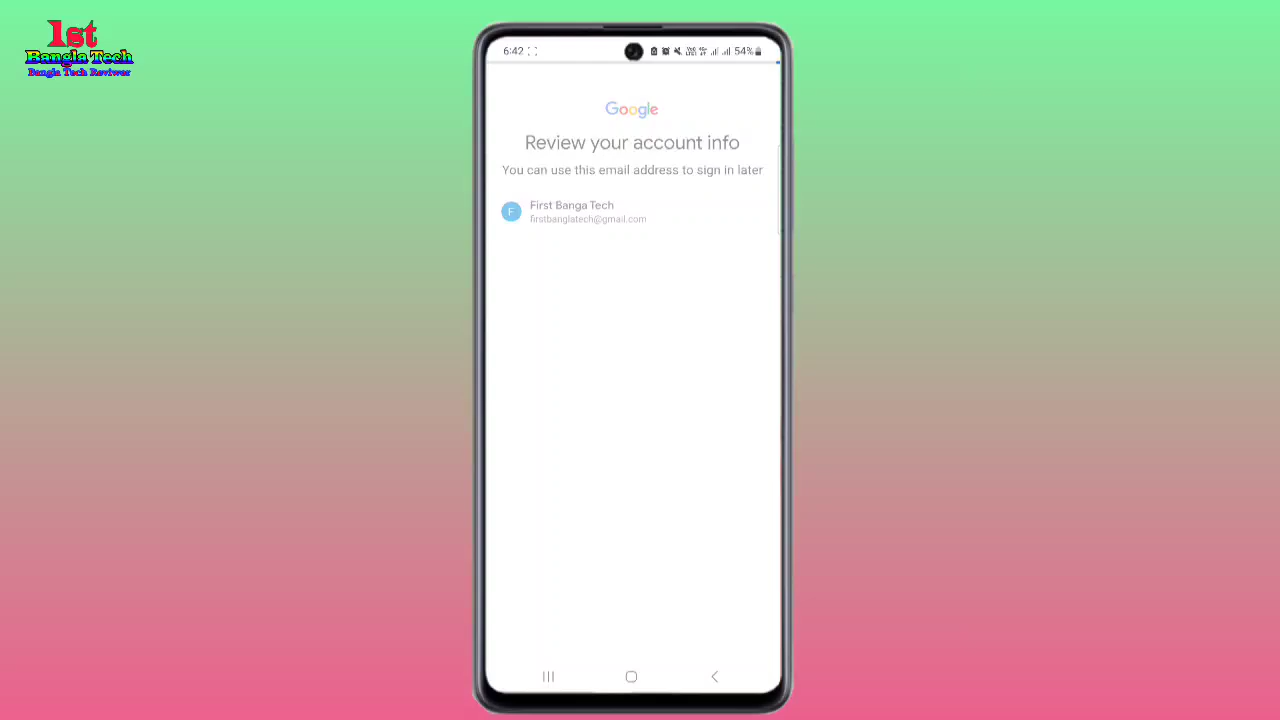 1st
Bangla Tech
Bangla Tech Reviwer
6:42
54%
Google
Review your account info
You can use this email address to sign in later
F
First Banga Tech
firstbanglatech@gmail.com